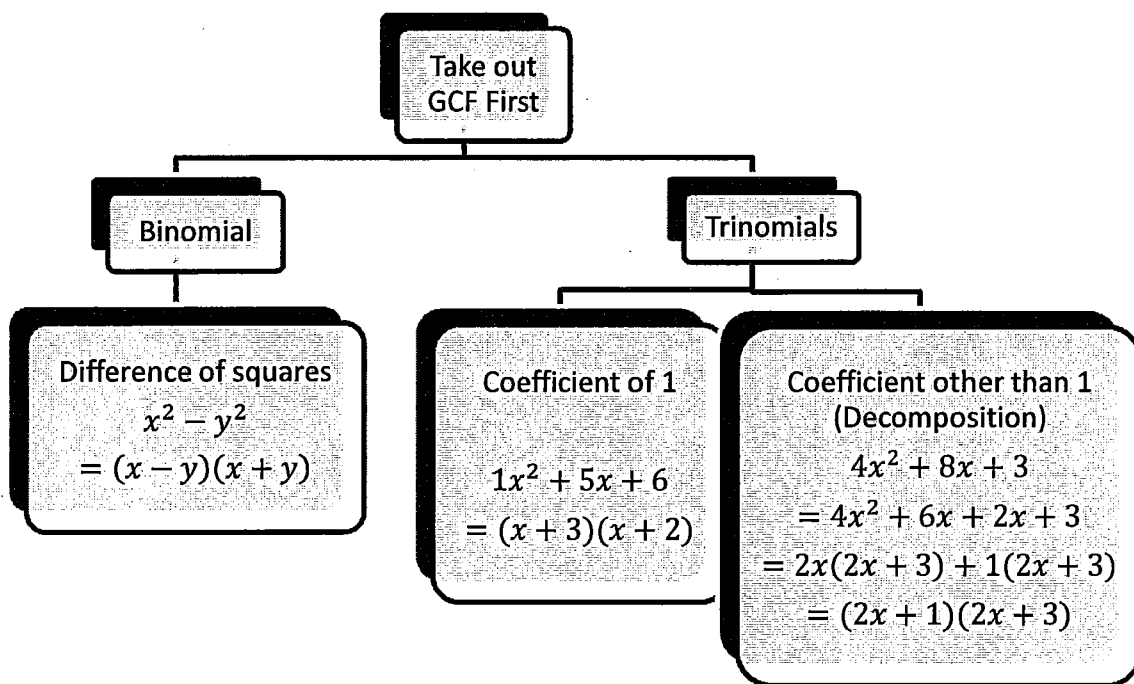 Take out
GCF First
Binomial
Trinomials
Difference of squares
x² − y²
= (x − y)(x + y)
Coefficient of 1
1x² + 5x + 6
= (x + 3)(x + 2)
Coefficient other than 1
(Decomposition)
4x² + 8x + 3
= 4x² + 6x + 2x + 3
= 2x(2x + 3) + 1(2x + 3)
= (2x + 1)(2x + 3)